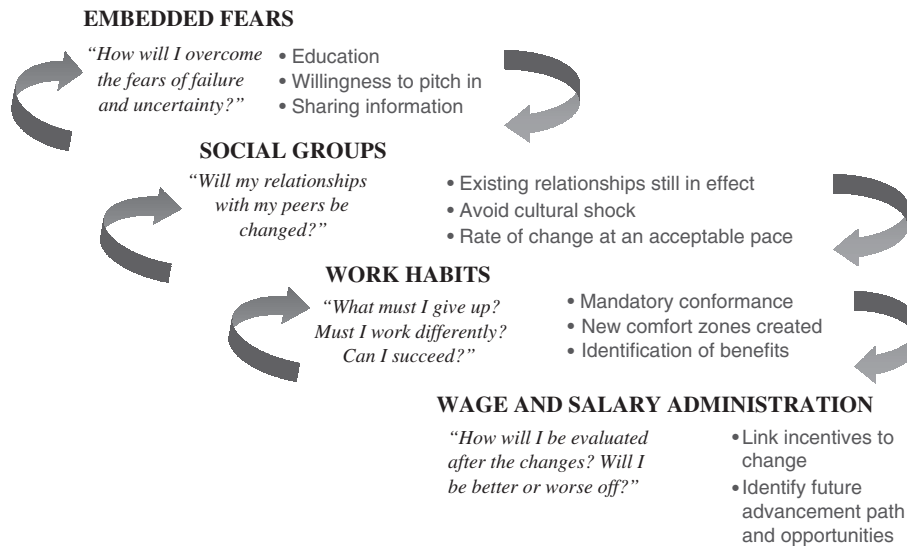 EMBEDDED FEARS
“How will I overcome
the fears of failure
and uncertainty?”
• Education
• Willingness to pitch in
• Sharing information
SOCIAL GROUPS
“Will my relationships
with my peers be
changed?”
• Existing relationships still in effect
• Avoid cultural shock
• Rate of change at an acceptable pace
WORK HABITS
“What must I give up?
Must I work differently?
Can I succeed?”
• Mandatory conformance
• New comfort zones created
• Identification of benefits
WAGE AND SALARY ADMINISTRATION
“How will I be evaluated
after the changes? Will I
be better or worse off?”
• Link incentives to
change
• Identify future
advancement path
and opportunities